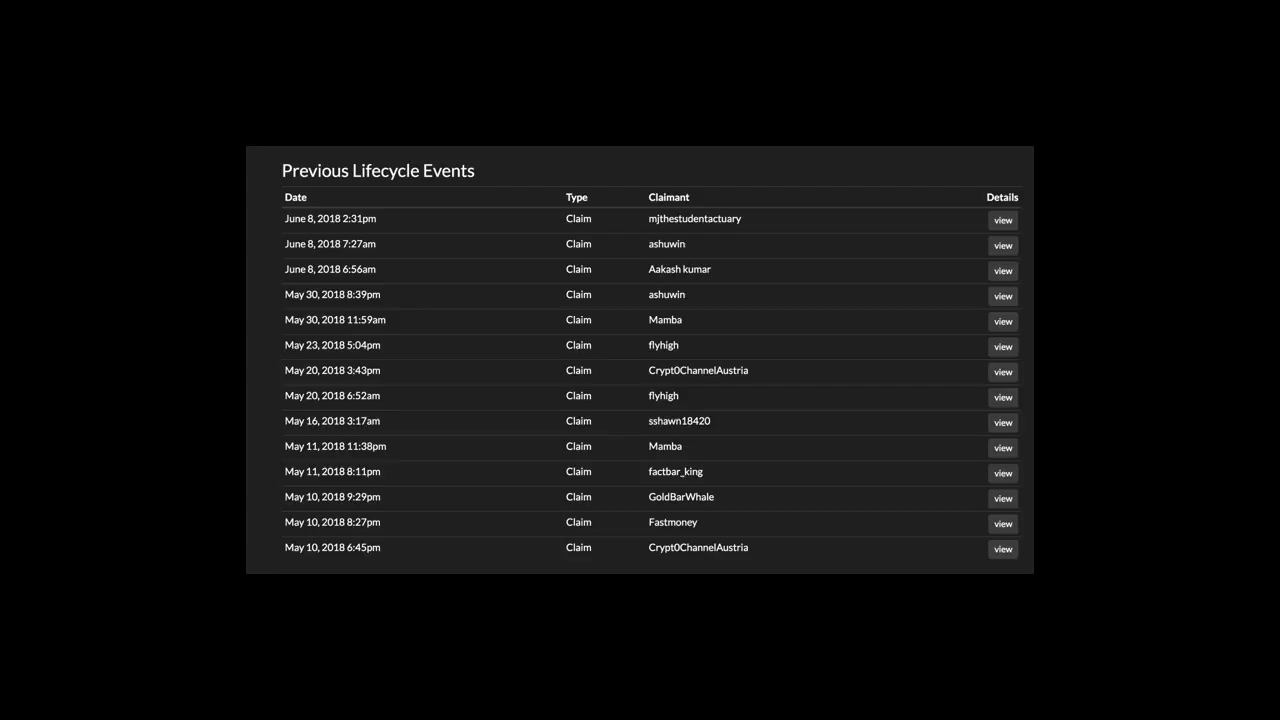 Previous Lifecycle Events
Date Type Claimant Details
June 8, 2018 2:31pm Claim mjthestudentactuary view
June 8, 2018 7:27am Claim ashuwin view
June 8, 2018 6:56am Claim Aakash kumar view
May 30, 2018 8:39pm Claim ashuwin view
May 30, 2018 11:59am Claim Mamba view
May 23, 2018 5:04pm Claim flyhigh view
May 20, 2018 3:43pm Claim Crypt0ChannelAustria view
May 20, 2018 6:52am Claim flyhigh view
May 16, 2018 3:17am Claim sshawn18420 view
May 11, 2018 11:38pm Claim Mamba view
May 11, 2018 8:11pm Claim factbar_king view
May 10, 2018 9:29pm Claim GoldBarWhale view
May 10, 2018 8:27pm Claim Fastmoney view
May 10, 2018 6:45pm Claim Crypt0ChannelAustria view